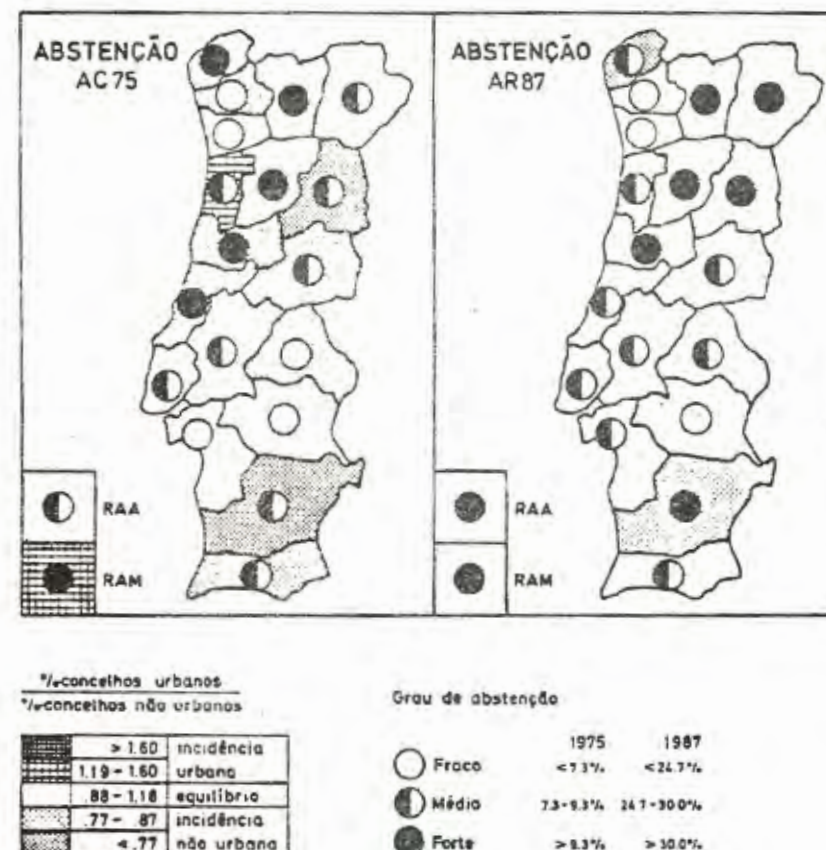 ABSTENÇÃO
AC75
RAA
RAM
ABSTENÇÃO
AR87
RAA
RAM
%concelhos urbanos
%concelhos não urbanos
> 1.60 incidência
1.19 - 1.60 urbana
.88 - 1.18 equilíbrio
.77 - .87 incidência
< .77 não urbana
Grau de abstenção
1975 1987
Fraco < 7.3% < 24.7%
Médio 7.3 - 9.3% 24.7 - 30.0%
Forte > 9.3% > 30.0%